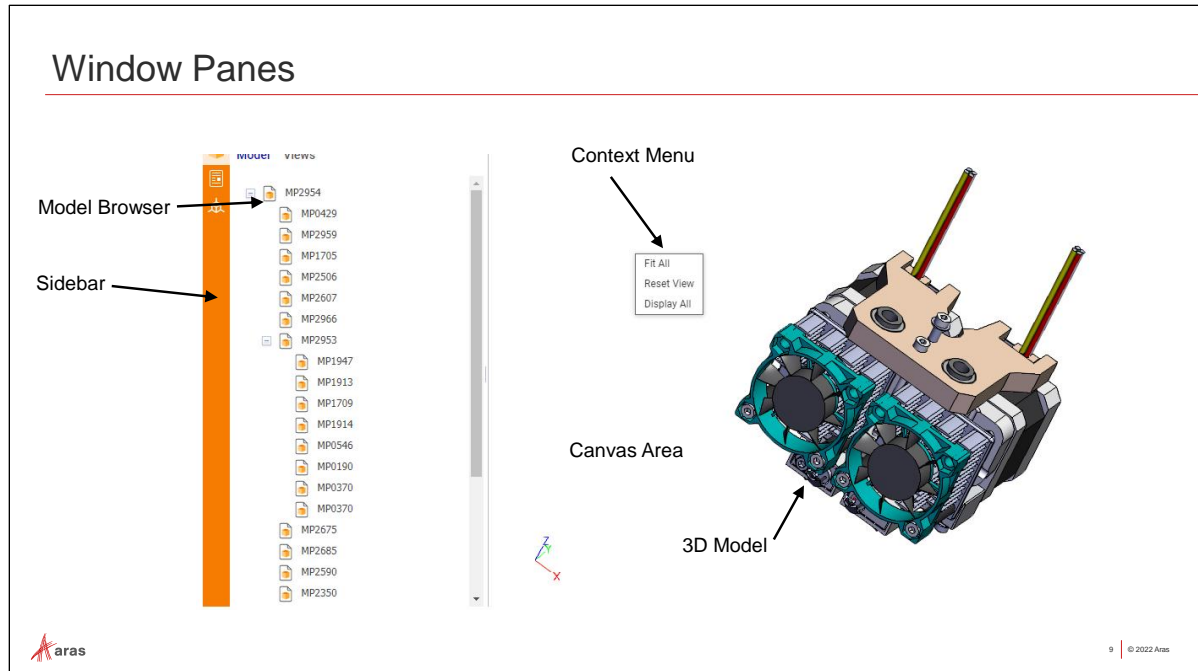 Window Panes
Model Views
MP2954
MP0429
MP2959
MP1705
MP2506
MP2607
MP2966
MP2953
MP1947
MP1913
MP1709
MP1914
MP0546
MP0190
MP0370
MP0370
MP2675
MP2685
MP2590
MP2350
Model Browser
Sidebar
Context Menu
Fit All
Reset View
Display All
Canvas Area
3D Model
Z
Y
X
aras
9 © 2022 Aras